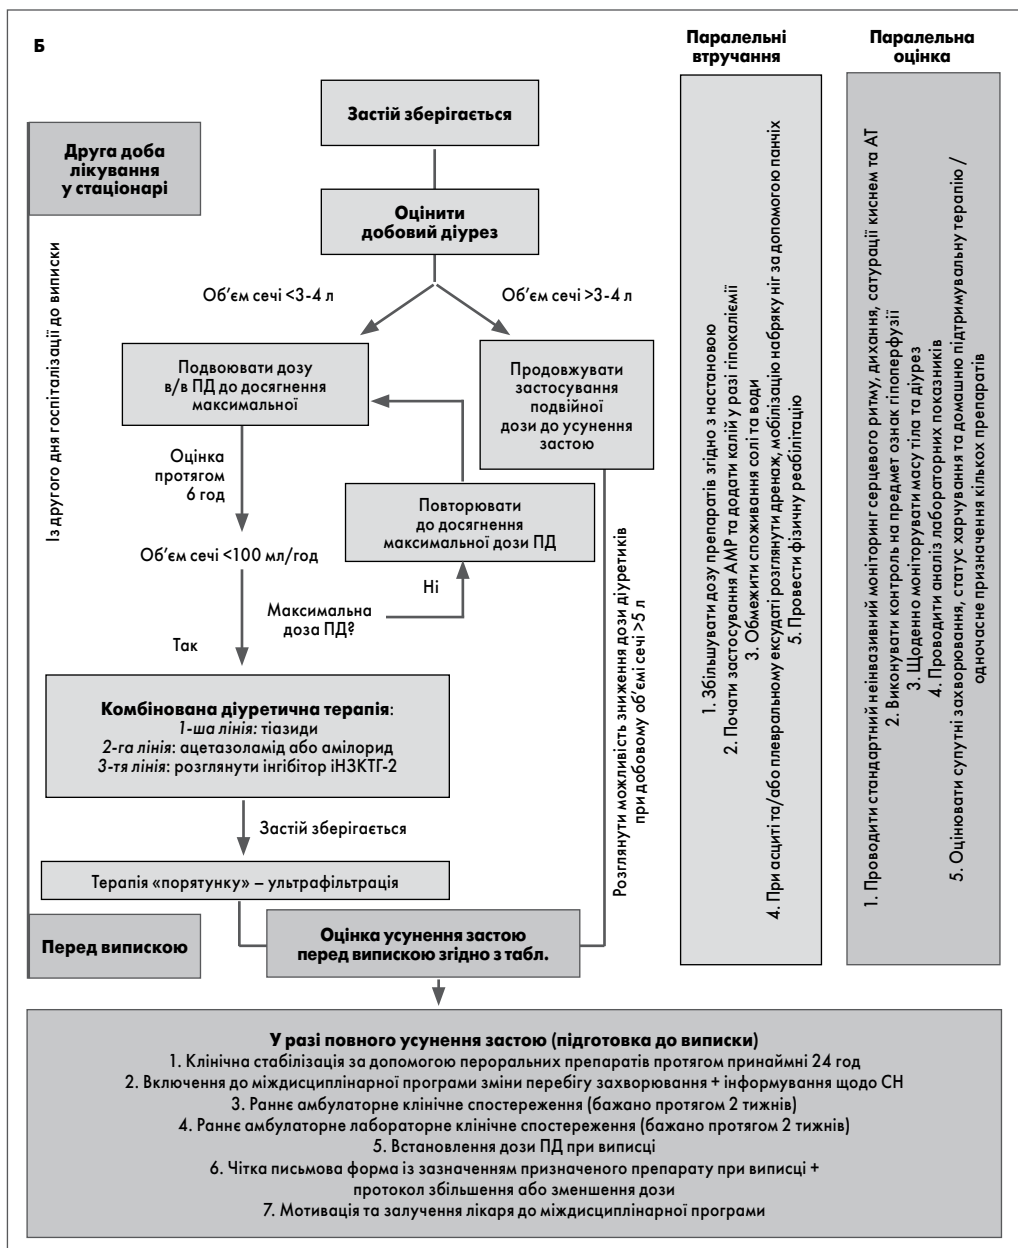 Б
Паралельні
втручання
Паралельна
оцінка
Застій зберігається
Друга доба
лікування
у стаціонарі
Оцінити
добовий діурез
Із другого дня госпіталізації до виписки
Об’єм сечі <3-4 л
Об’єм сечі >3-4 л
Подвоювати дозу
в/в ПД до досягнення
максимальної
Продовжувати
застосування
подвійної
дози до усунення
застою
Оцінка
протягом
6 год
Повторювати
до досягнення
максимальної дози ПД
Об’єм сечі <100 мл/год
Ні
Максимальна
доза ПД?
Так
Розглянути можливість зниження дози діуретиків
при добовому об’ємі сечі >5 л
Комбінована діуретична терапія:
1-ша лінія: тіазиди
2-га лінія: ацетазоламід або амілорид
3-тя лінія: розглянути інгібітор іНЗКТГ-2
Застій зберігається
Терапія «порятунку» – ультрафільтрація
Перед випискою
Оцінка усунення застою
перед випискою згідно з табл.
1. Збільшувати дозу препаратів згідно з настановою
2. Почати застосування АМР та додати калій у разі гіпокаліємії
3. Обмежити споживання солі та води
4. При асциті та/або плевральному ексудаті розглянути дренаж, мобілізацію набряку ніг за допомогою панчіх
5. Провести фізичну реабілітацію
1. Проводити стандартний неінвазивний моніторинг серцевого ритму, дихання, сатурації киснем та АТ
2. Виконувати контроль на предмет ознак гіпоперфузії
3. Щоденно моніторувати масу тіла та діурез
4. Проводити аналіз лабораторних показників
5. Оцінювати супутні захворювання, статус харчування та домашню підтримувальну терапію /
одночасне призначення кількох препаратів
У разі повного усунення застою (підготовка до виписки)
1. Клінічна стабілізація за допомогою пероральних препаратів протягом принаймні 24 год
2. Включення до міждисциплінарної програми зміни перебігу захворювання + інформування щодо СН
3. Раннє амбулаторне клінічне спостереження (бажано протягом 2 тижнів)
4. Раннє амбулаторне лабораторне клінічне спостереження (бажано протягом 2 тижнів)
5. Встановлення дози ПД при виписці
6. Чітка письмова форма із зазначенням призначеного препарату при виписці +
протокол збільшення або зменшення дози
7. Мотивація та залучення лікаря до міждисциплінарної програми